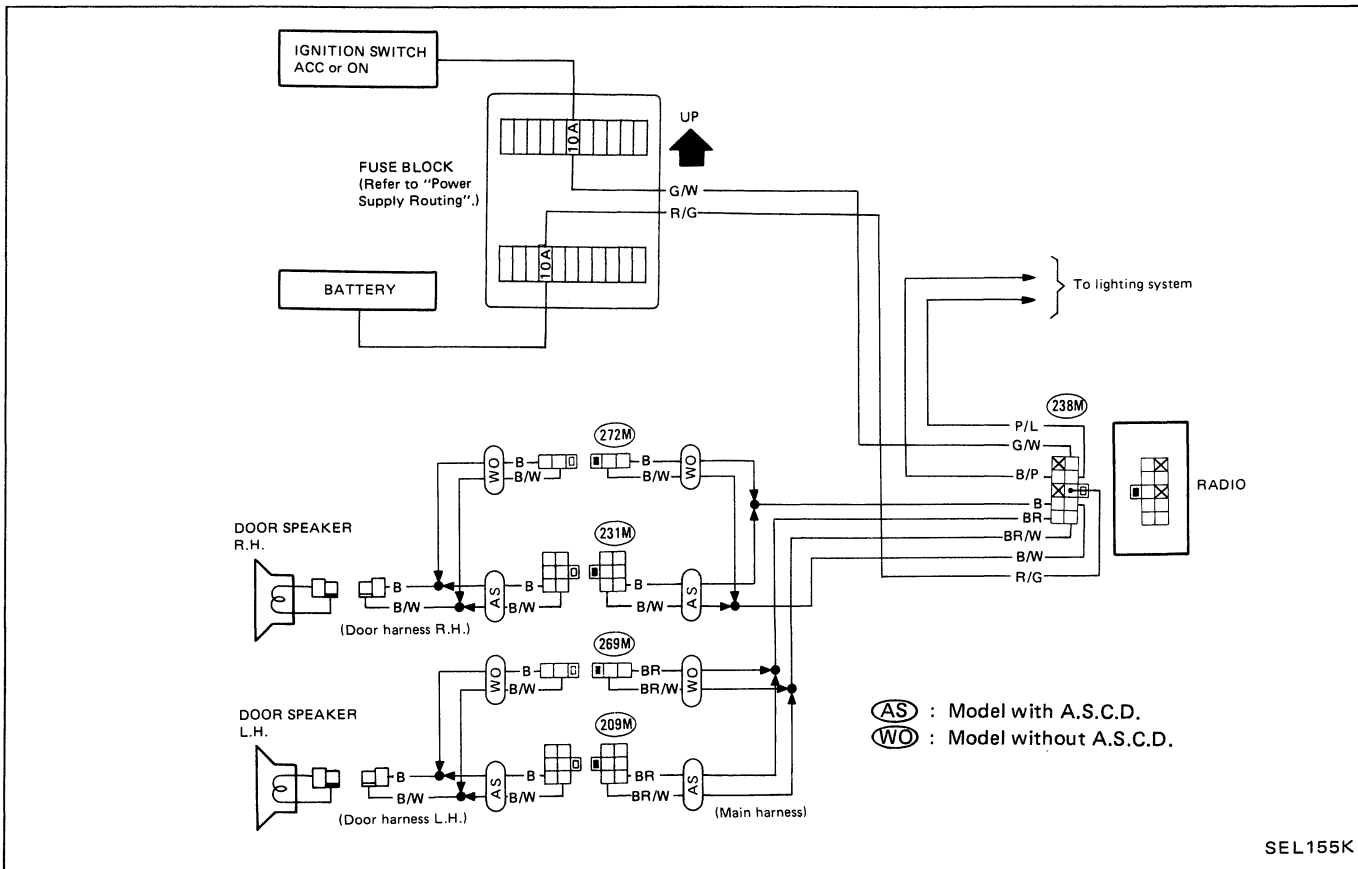 IGNITION SWITCH
ACC or ON
10A
UP
FUSE BLOCK
(Refer to "Power
Supply Routing".)
G/W
R/G
10A
BATTERY
To lighting system
238M
P/L
G/W
B/P
B
BR
BR/W
B/W
R/G
RADIO
272M
WO
B
B/W
B
B/W
WO
DOOR SPEAKER
R.H.
231M
B
B/W
AS
B
B/W
B
B/W
AS
(Door harness R.H.)
269M
WO
B
B/W
BR
BR/W
WO
DOOR SPEAKER
L.H.
209M
B
B/W
AS
B
B/W
BR
BR/W
AS
(Door harness L.H.)
(Main harness)
AS : Model with A.S.C.D.
WO : Model without A.S.C.D.
SEL155K